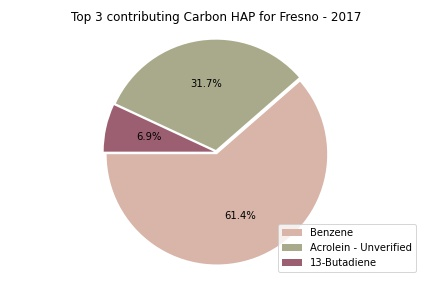 Top 3 contributing Carbon HAP for Fresno - 2017
31.7%
6.9%
61.4%
Benzene
Acrolein - Unverified
13-Butadiene